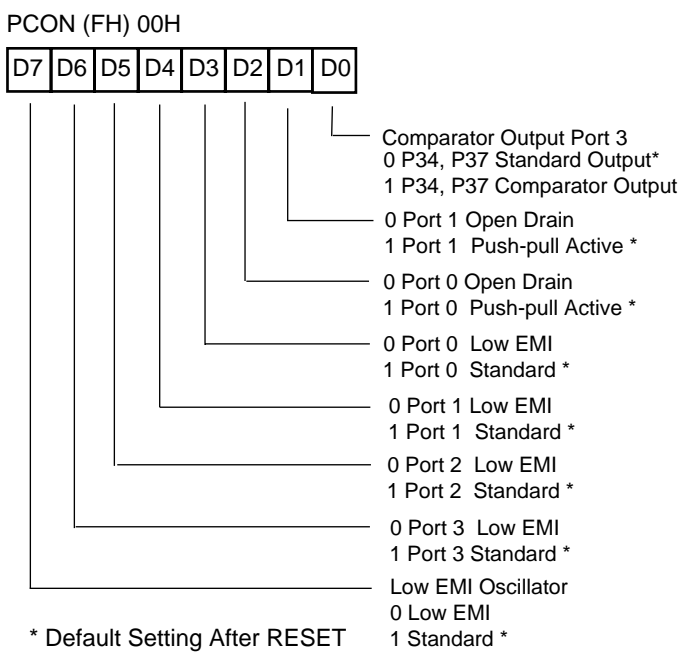 PCON (FH) 00H
D7 D6 D5 D4 D3 D2 D1 D0
Comparator Output Port 3
0 P34, P37 Standard Output*
1 P34, P37 Comparator Output
0 Port 1 Open Drain
1 Port 1 Push-pull Active *
0 Port 0 Open Drain
1 Port 0 Push-pull Active *
0 Port 0 Low EMI
1 Port 0 Standard *
0 Port 1 Low EMI
1 Port 1 Standard *
0 Port 2 Low EMI
1 Port 2 Standard *
0 Port 3 Low EMI
1 Port 3 Standard *
Low EMI Oscillator
0 Low EMI
1 Standard *
* Default Setting After RESET